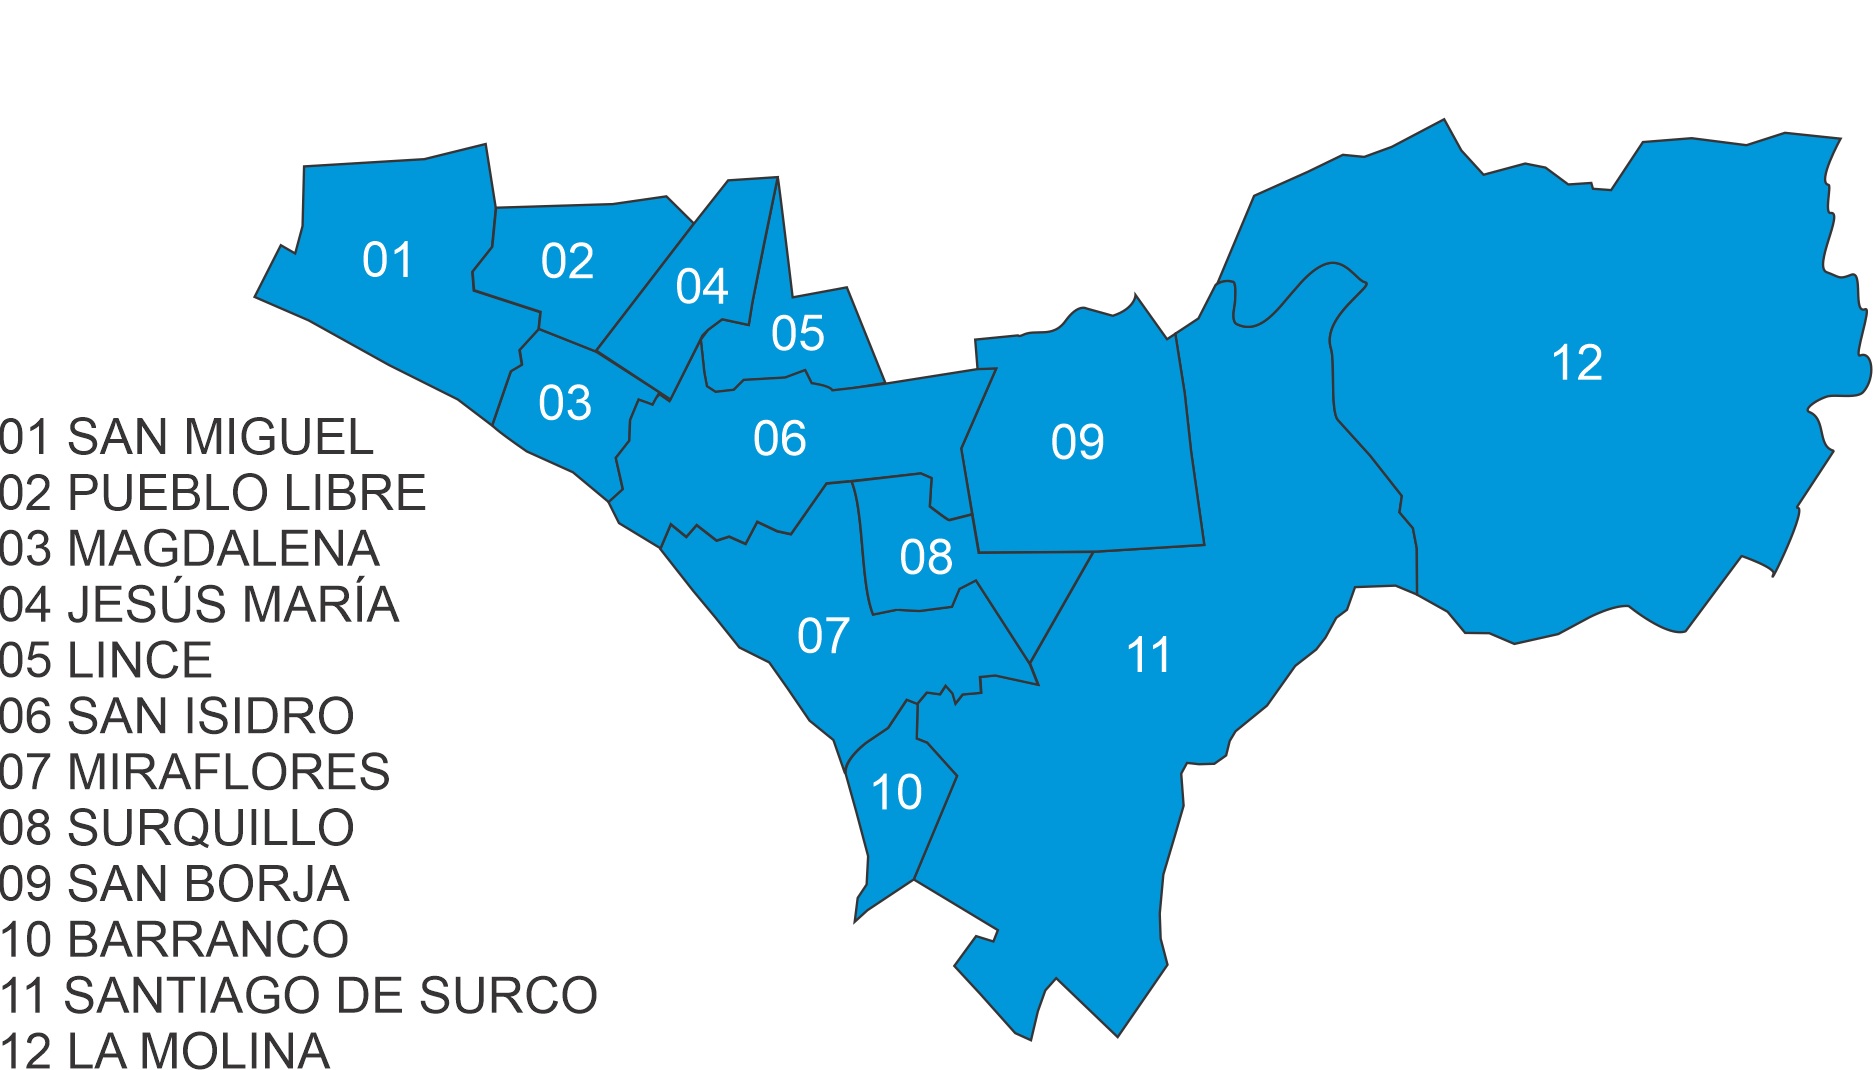 01
02
04
05
03
06
09
12
08
07
11
10
01 SAN MIGUEL
02 PUEBLO LIBRE
03 MAGDALENA
04 JESÚS MARÍA
05 LINCE
06 SAN ISIDRO
07 MIRAFLORES
08 SURQUILLO
09 SAN BORJA
10 BARRANCO
11 SANTIAGO DE SURCO
12 LA MOLINA